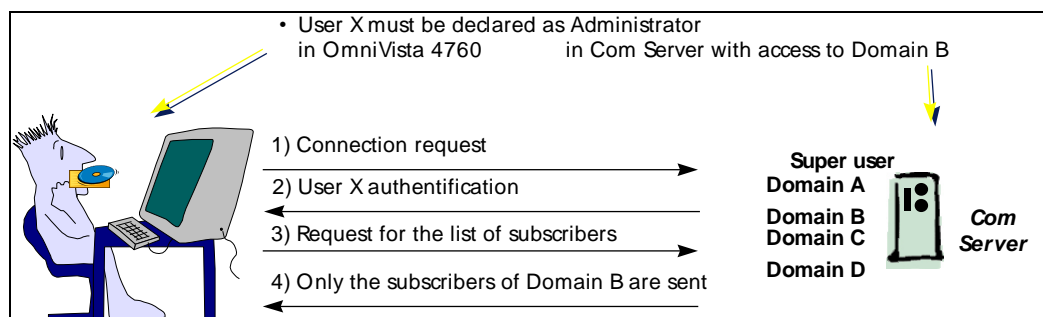 • User X must be declared as Administrator
in OmniVista 4760 in Com Server with access to Domain B
1) Connection request
2) User X authentification
3) Request for the list of subscribers
4) Only the subscribers of Domain B are sent
Super user
Domain A
Domain B
Domain C
Domain D
Com
Server